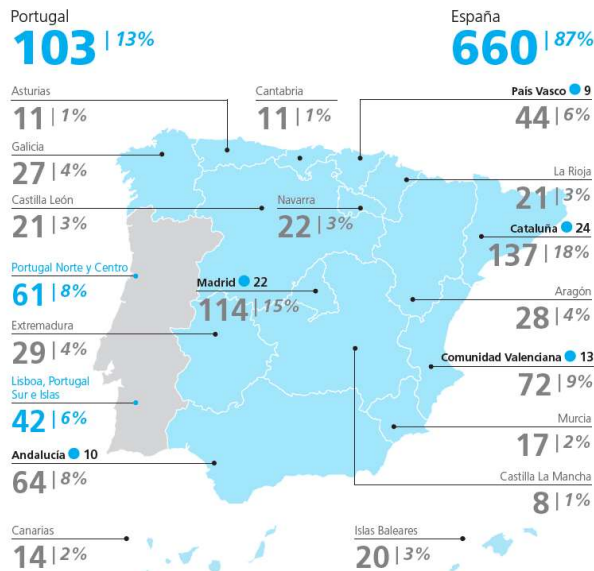 Portugal
103 | 13%
España
660 | 87%
Asturias
11 | 1%
Cantabria
11 | 1%
País Vasco 9
44 | 6%
Galicia
27 | 4%
La Rioja
21 | 3%
Castilla León
21 | 3%
Navarra
22 | 3%
Cataluña 24
137 | 18%
Portugal Norte y Centro
61 | 8%
Madrid 22
114 | 15%
Aragón
28 | 4%
Extremadura
29 | 4%
Comunidad Valenciana 13
72 | 9%
Lisboa, Portugal
Sur e Islas
42 | 6%
Murcia
17 | 2%
Andalucía 10
64 | 8%
Castilla La Mancha
8 | 1%
Canarias
14 | 2%
Islas Baleares
20 | 3%